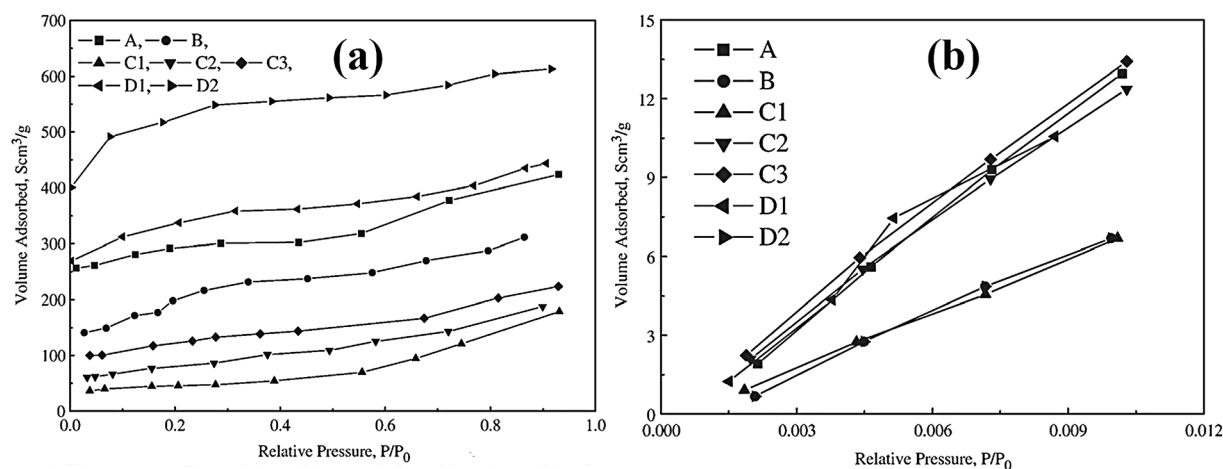 700
600
500
400
300
200
100
0
A, B,
C1, C2, C3,
D1, D2
(a)
Volume Adsorbed, Scm³/g
0.0 0.2 0.4 0.6 0.8 1.0
Relative Pressure, P/P₀
15
12
9
6
3
0
A
B
C1
C2
C3
D1
D2
(b)
Volume Adsorbed, Scm³/g
0.000 0.003 0.006 0.009 0.012
Relative Pressure, P/P₀